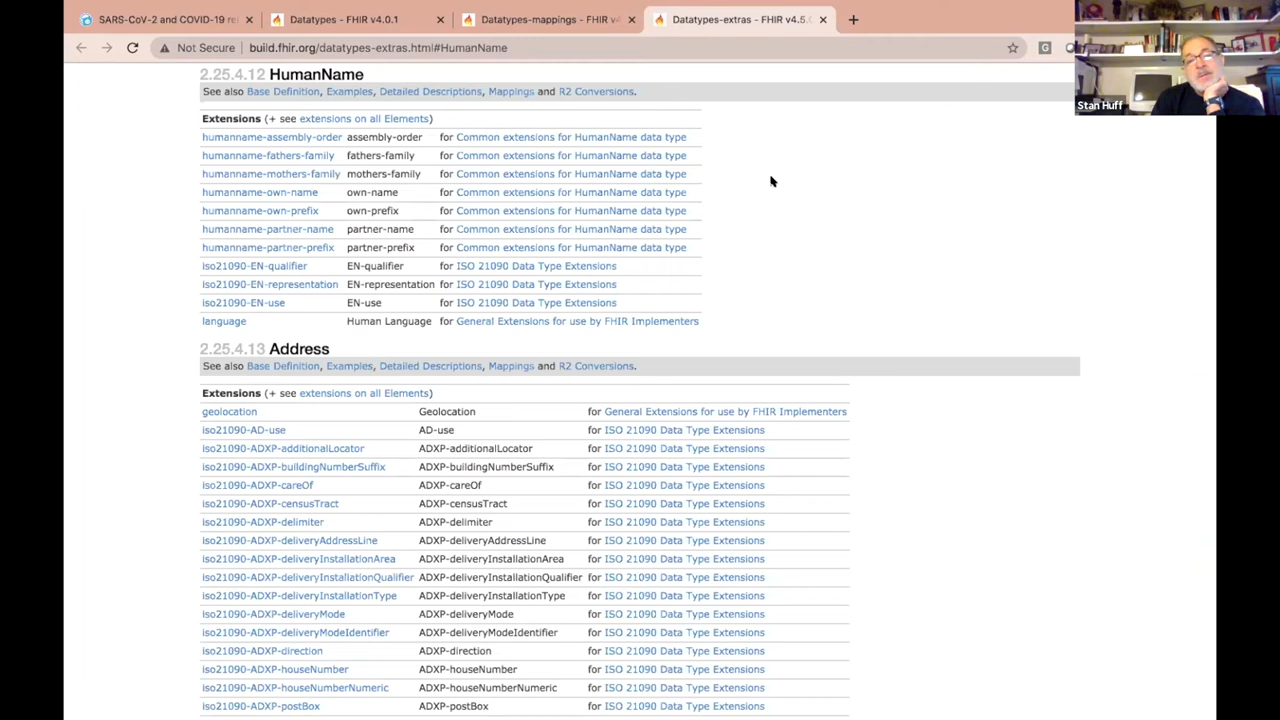 SARS-CoV-2 and COVID-19 re
Datatypes - FHIR v4.0.1
Datatypes-mappings - FHIR v4
Datatypes-extras - FHIR v4.5.0
Not Secure
build.fhir.org/datatypes-extras.html#HumanName
Stan Huff
2.25.4.12 HumanName
See also Base Definition, Examples, Detailed Descriptions, Mappings and R2 Conversions.
Extensions (+ see extensions on all Elements)
humanname-assembly-order assembly-order for Common extensions for HumanName data type
humanname-fathers-family fathers-family for Common extensions for HumanName data type
humanname-mothers-family mothers-family for Common extensions for HumanName data type
humanname-own-name own-name for Common extensions for HumanName data type
humanname-own-prefix own-prefix for Common extensions for HumanName data type
humanname-partner-name partner-name for Common extensions for HumanName data type
humanname-partner-prefix partner-prefix for Common extensions for HumanName data type
iso21090-EN-qualifier EN-qualifier for ISO 21090 Data Type Extensions
iso21090-EN-representation EN-representation for ISO 21090 Data Type Extensions
iso21090-EN-use EN-use for ISO 21090 Data Type Extensions
language Human Language for General Extensions for use by FHIR Implementers
2.25.4.13 Address
See also Base Definition, Examples, Detailed Descriptions, Mappings and R2 Conversions.
Extensions (+ see extensions on all Elements)
geolocation Geolocation for General Extensions for use by FHIR Implementers
iso21090-AD-use AD-use for ISO 21090 Data Type Extensions
iso21090-ADXP-additionalLocator ADXP-additionalLocator for ISO 21090 Data Type Extensions
iso21090-ADXP-buildingNumberSuffix ADXP-buildingNumberSuffix for ISO 21090 Data Type Extensions
iso21090-ADXP-careOf ADXP-careOf for ISO 21090 Data Type Extensions
iso21090-ADXP-censusTract ADXP-censusTract for ISO 21090 Data Type Extensions
iso21090-ADXP-delimiter ADXP-delimiter for ISO 21090 Data Type Extensions
iso21090-ADXP-deliveryAddressLine ADXP-deliveryAddressLine for ISO 21090 Data Type Extensions
iso21090-ADXP-deliveryInstallationArea ADXP-deliveryInstallationArea for ISO 21090 Data Type Extensions
iso21090-ADXP-deliveryInstallationQualifier ADXP-deliveryInstallationQualifier for ISO 21090 Data Type Extensions
iso21090-ADXP-deliveryInstallationType ADXP-deliveryInstallationType for ISO 21090 Data Type Extensions
iso21090-ADXP-deliveryMode ADXP-deliveryMode for ISO 21090 Data Type Extensions
iso21090-ADXP-deliveryModeIdentifier ADXP-deliveryModeIdentifier for ISO 21090 Data Type Extensions
iso21090-ADXP-direction ADXP-direction for ISO 21090 Data Type Extensions
iso21090-ADXP-houseNumber ADXP-houseNumber for ISO 21090 Data Type Extensions
iso21090-ADXP-houseNumberNumeric ADXP-houseNumberNumeric for ISO 21090 Data Type Extensions
iso21090-ADXP-postBox ADXP-postBox for ISO 21090 Data Type Extensions